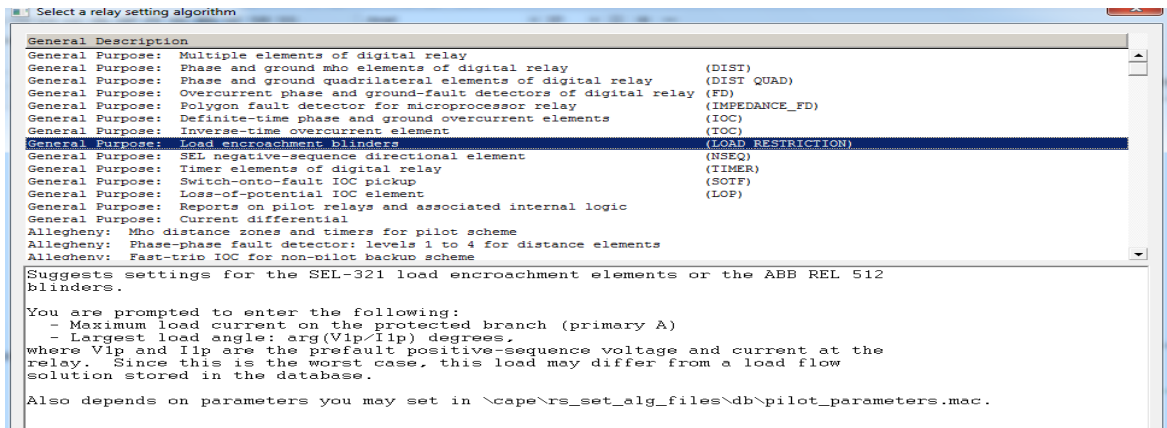 Select a relay setting algorithm
General Description
General Purpose: Multiple elements of digital relay
General Purpose: Phase and ground mho elements of digital relay (DIST)
General Purpose: Phase and ground quadrilateral elements of digital relay (DIST QUAD)
General Purpose: Overcurrent phase and ground-fault detectors of digital relay (FD)
General Purpose: Polygon fault detector for microprocessor relay (IMPEDANCE_FD)
General Purpose: Definite-time phase and ground overcurrent elements (IOC)
General Purpose: Inverse-time overcurrent element (TOC)
General Purpose: Load encroachment blinders (LOAD RESTRICTION)
General Purpose: SEL negative-sequence directional element (NSEQ)
General Purpose: Timer elements of digital relay (TIMER)
General Purpose: Switch-onto-fault IOC pickup (SOTF)
General Purpose: Loss-of-potential IOC element (LOP)
General Purpose: Reports on pilot relays and associated internal logic
General Purpose: Current differential
Allegheny: Mho distance zones and timers for pilot scheme
Allegheny: Phase-phase fault detector: levels 1 to 4 for distance elements
Allegheny: Fast-trip IOC for non-pilot backup scheme
Suggests settings for the SEL-321 load encroachment elements or the ABB REL 512
blinders.
You are prompted to enter the following:
- Maximum load current on the protected branch (primary A)
- Largest load angle: arg(V1p/I1p) degrees,
where V1p and I1p are the prefault positive-sequence voltage and current at the
relay. Since this is the worst case, this load may differ from a load flow
solution stored in the database.
Also depends on parameters you may set in \cape\rs_set_alg_files\db\pilot_parameters.mac.